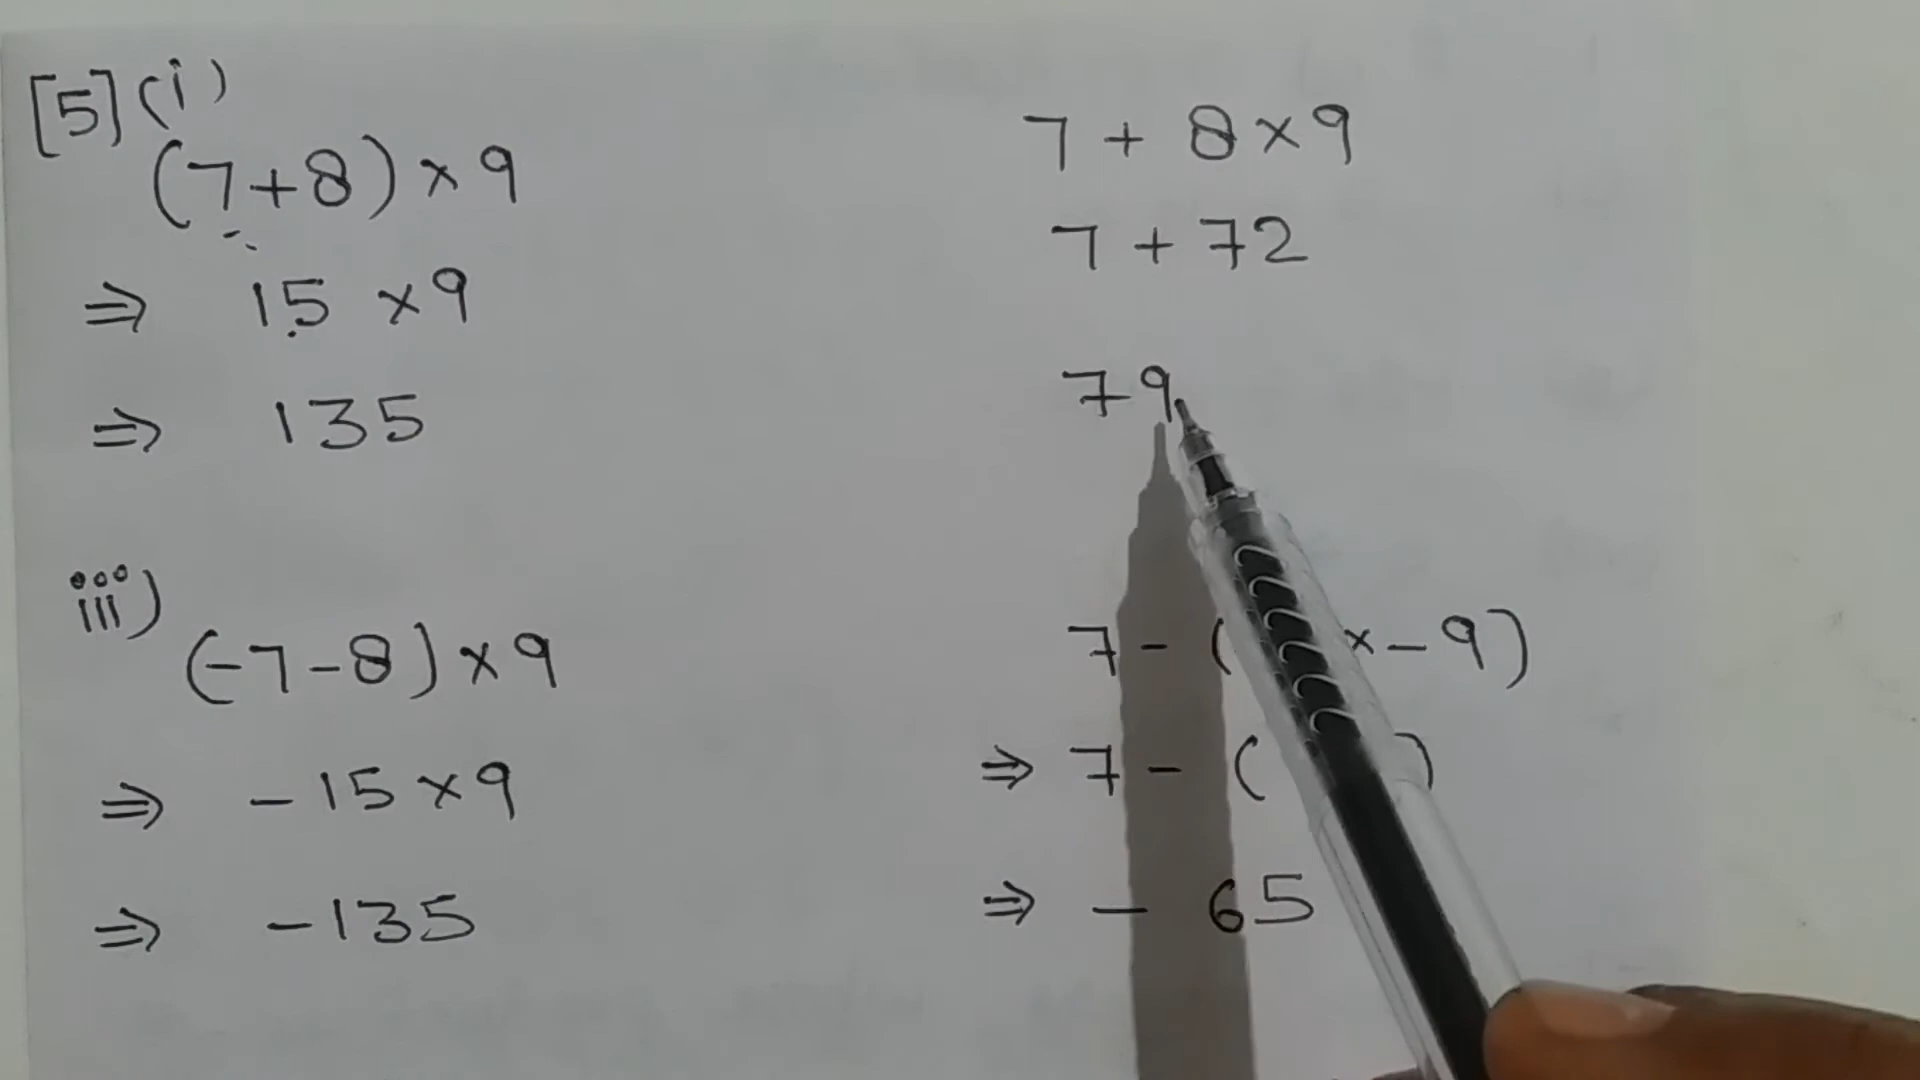 [5] (i)
(7+8) × 9
⇒ 15 × 9
⇒ 135
7 + 8 × 9
7 + 72
79
iii)
(-7-8) × 9
⇒ -15 × 9
⇒ -135
7 - ( × - 9)
⇒ 7 - ( )
⇒ - 65